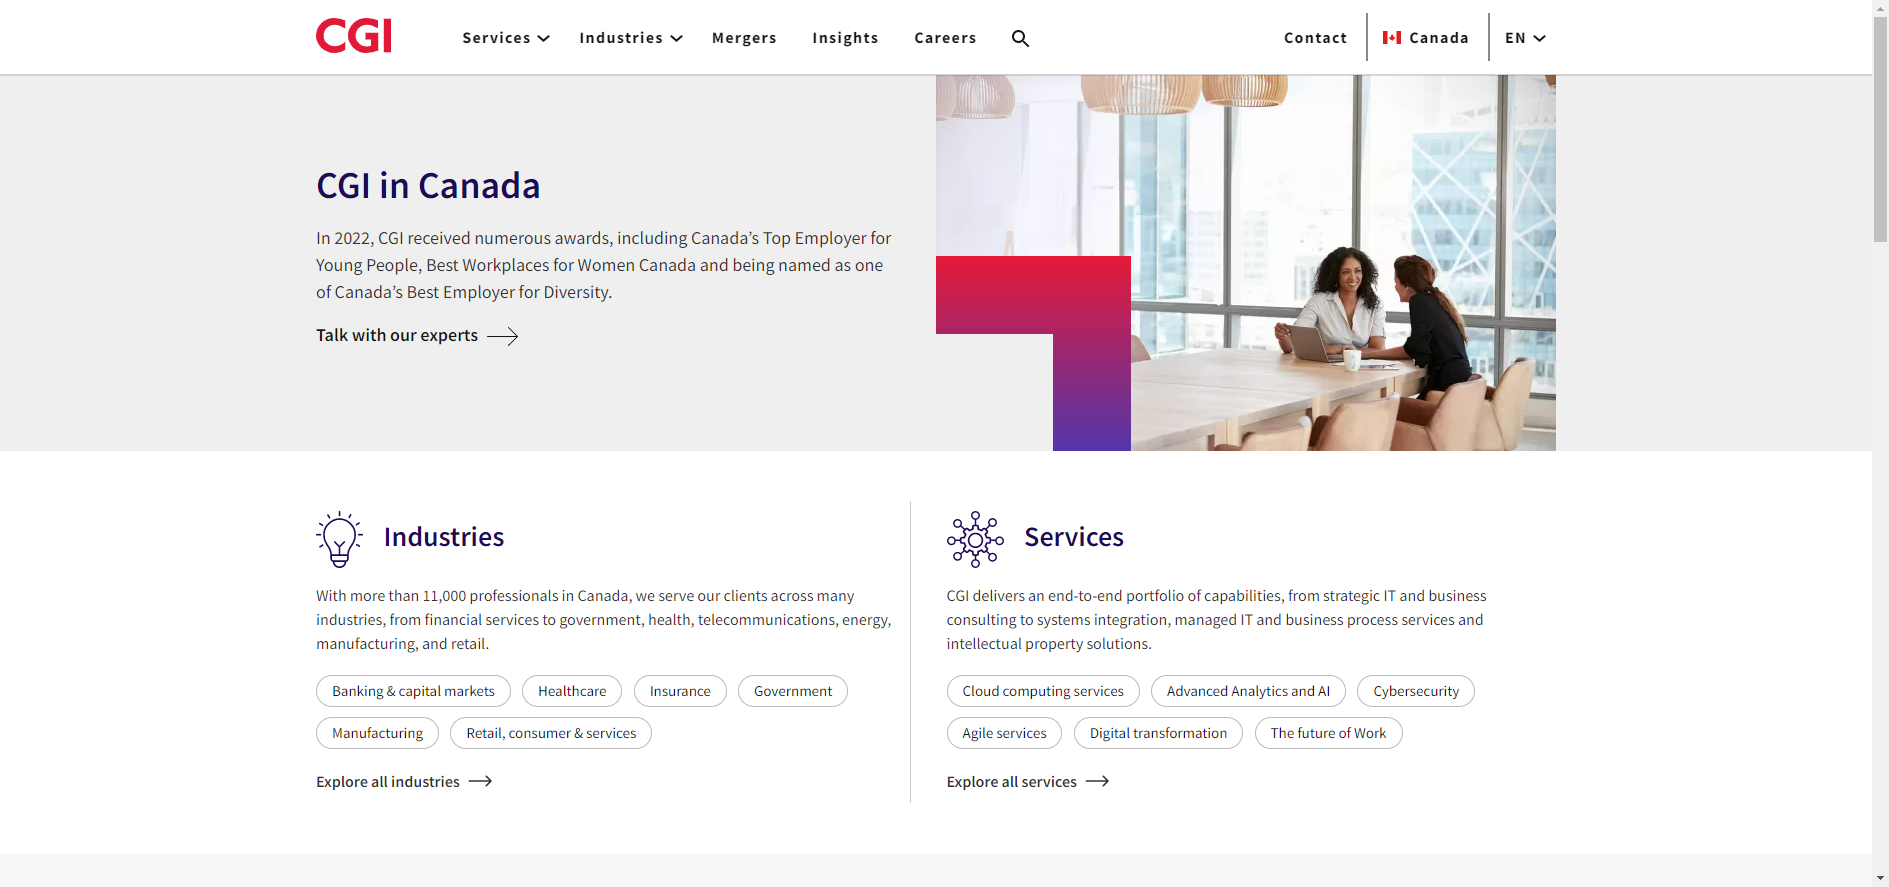 CGI
Services
Industries
Mergers
Insights
Careers
Contact
Canada
EN
CGI in Canada
In 2022, CGI received numerous awards, including Canada’s Top Employer for
Young People, Best Workplaces for Women Canada and being named as one
of Canada’s Best Employer for Diversity.
Talk with our experts
Industries
With more than 11,000 professionals in Canada, we serve our clients across many
industries, from financial services to government, health, telecommunications, energy,
manufacturing, and retail.
Banking & capital markets
Healthcare
Insurance
Government
Manufacturing
Retail, consumer & services
Explore all industries
Services
CGI delivers an end-to-end portfolio of capabilities, from strategic IT and business
consulting to systems integration, managed IT and business process services and
intellectual property solutions.
Cloud computing services
Advanced Analytics and AI
Cybersecurity
Agile services
Digital transformation
The future of Work
Explore all services